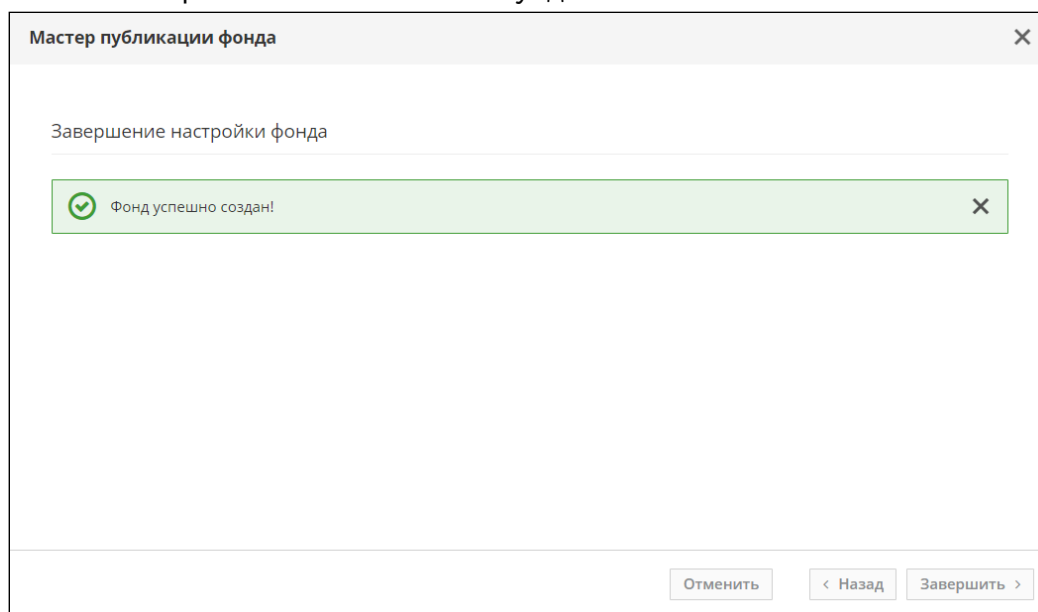 Мастер публикации фонда
Завершение настройки фонда
Фонд успешно создан!
Отменить
< Назад
Завершить >